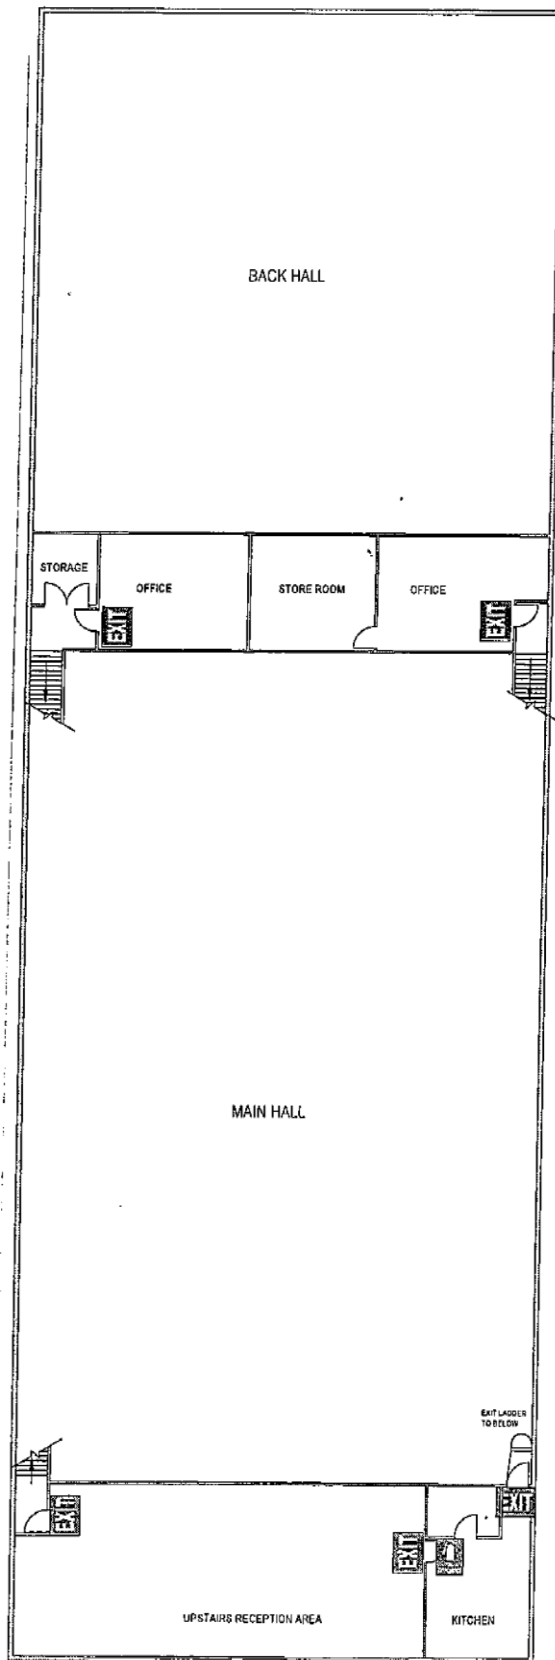 BACK HALL
STORAGE
OFFICE
STORE ROOM
OFFICE
EXIT
EXIT
MAIN HALL
EXIT LADDER
TO BELOW
EXIT
EXIT
EXIT
UPSTAIRS RECEPTION AREA
KITCHEN